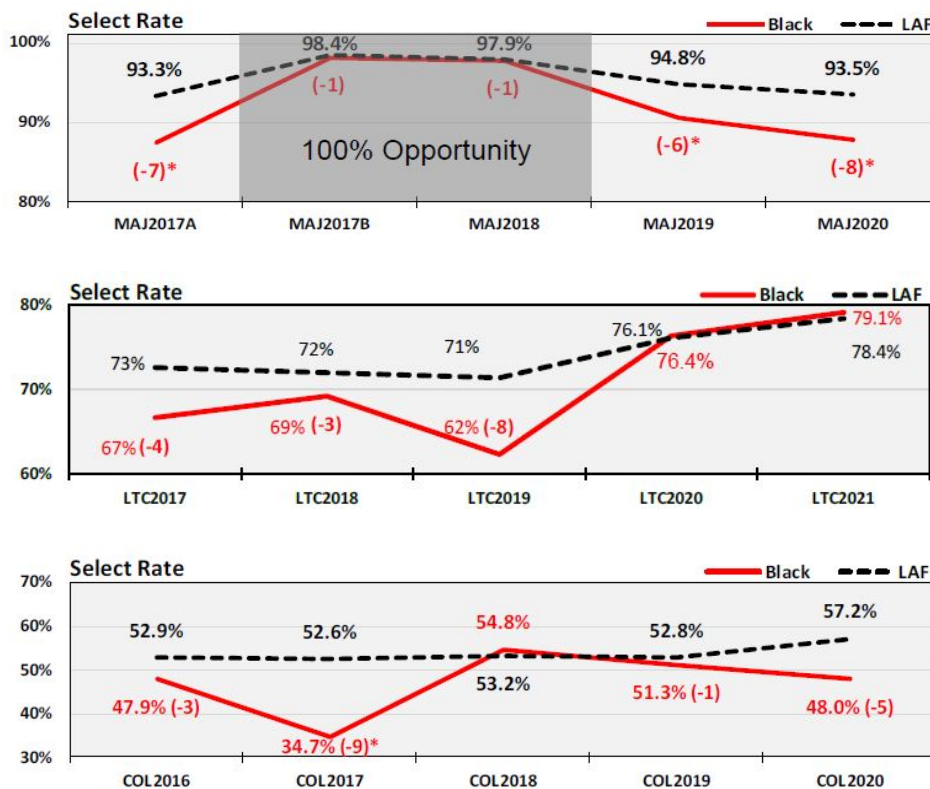 Select Rate
Black LAF
100%
93.3% 98.4% 97.9% 94.8% 93.5%
(-1) (-1)
90%
100% Opportunity
(-7)* (-6)* (-8)*
80%
MAJ2017A MAJ2017B MAJ2018 MAJ2019 MAJ2020
Select Rate
Black LAF
80%
73% 72% 71% 76.1% 79.1%
76.4% 78.4%
70%
67% (-4) 69% (-3) 62% (-8)
60%
LTC2017 LTC2018 LTC2019 LTC2020 LTC2021
Select Rate
Black LAF
70%
60%
52.9% 52.6% 54.8% 52.8% 57.2%
50%
47.9% (-3) 53.2% 51.3% (-1) 48.0% (-5)
40%
34.7% (-9)*
30%
COL2016 COL2017 COL2018 COL2019 COL2020